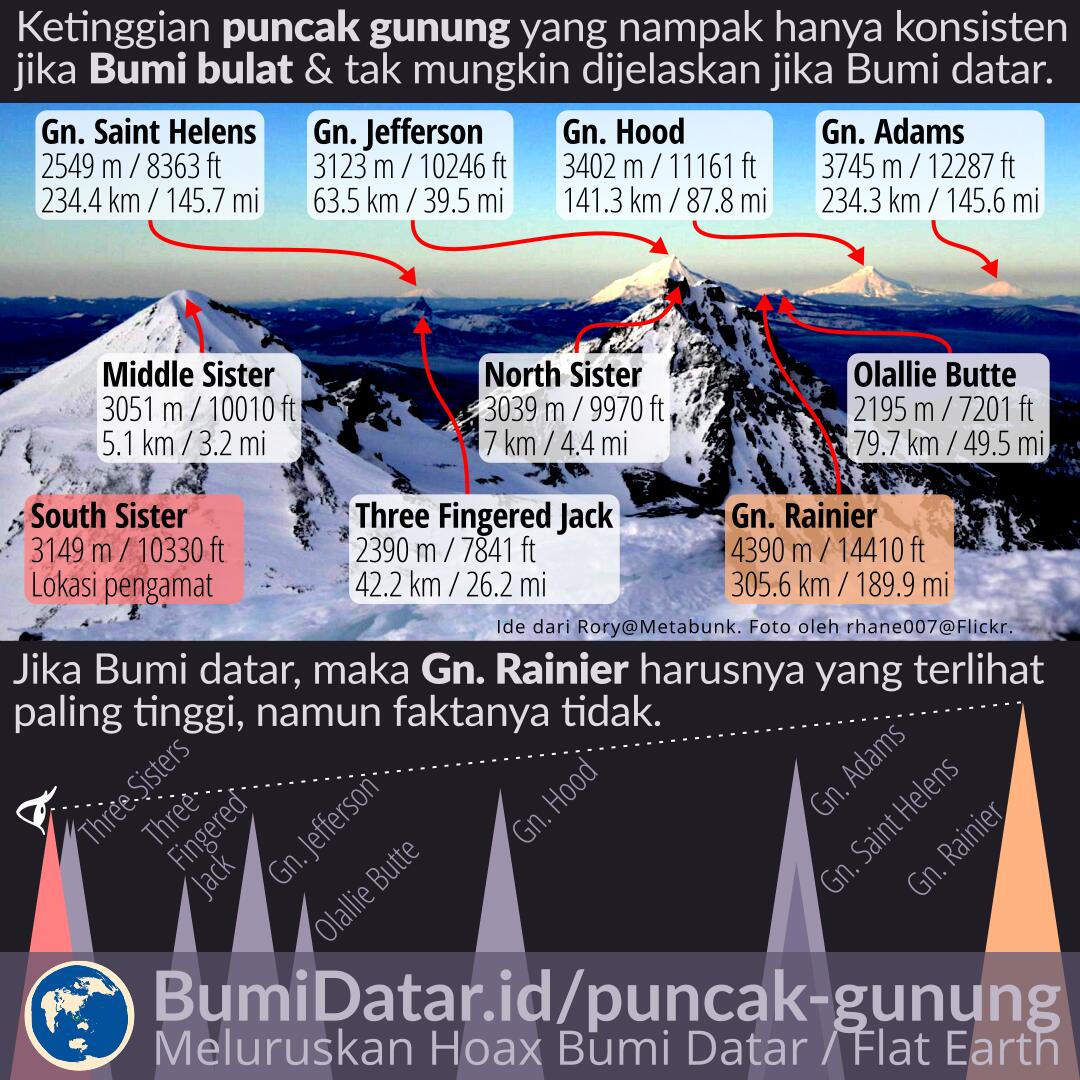 Ketinggian puncak gunung yang nampak hanya konsisten
jika Bumi bulat & tak mungkin dijelaskan jika Bumi datar.
Gn. Saint Helens
2549 m / 8363 ft
234.4 km / 145.7 mi
Gn. Jefferson
3123 m / 10246 ft
63.5 km / 39.5 mi
Gn. Hood
3402 m / 11161 ft
141.3 km / 87.8 mi
Gn. Adams
3745 m / 12287 ft
234.3 km / 145.6 mi
Middle Sister
3051 m / 10010 ft
5.1 km / 3.2 mi
North Sister
3039 m / 9970 ft
7 km / 4.4 mi
Olallie Butte
2195 m / 7201 ft
79.7 km / 49.5 mi
South Sister
3149 m / 10330 ft
Lokasi pengamat
Three Fingered Jack
2390 m / 7841 ft
42.2 km / 26.2 mi
Gn. Rainier
4390 m / 14410 ft
305.6 km / 189.9 mi
Ide dari Rory@Metabunk. Foto oleh rhane007@Flickr.
Jika Bumi datar, maka Gn. Rainier harusnya yang terlihat
paling tinggi, namun faktanya tidak.
Three Sisters
Three
Fingered
Jack
Gn. Jefferson
Olallie Butte
Gn. Hood
Gn. Adams
Gn. Saint Helens
Gn. Rainier
BumiDatar.id/puncak-gunung
Meluruskan Hoax Bumi Datar / Flat Earth